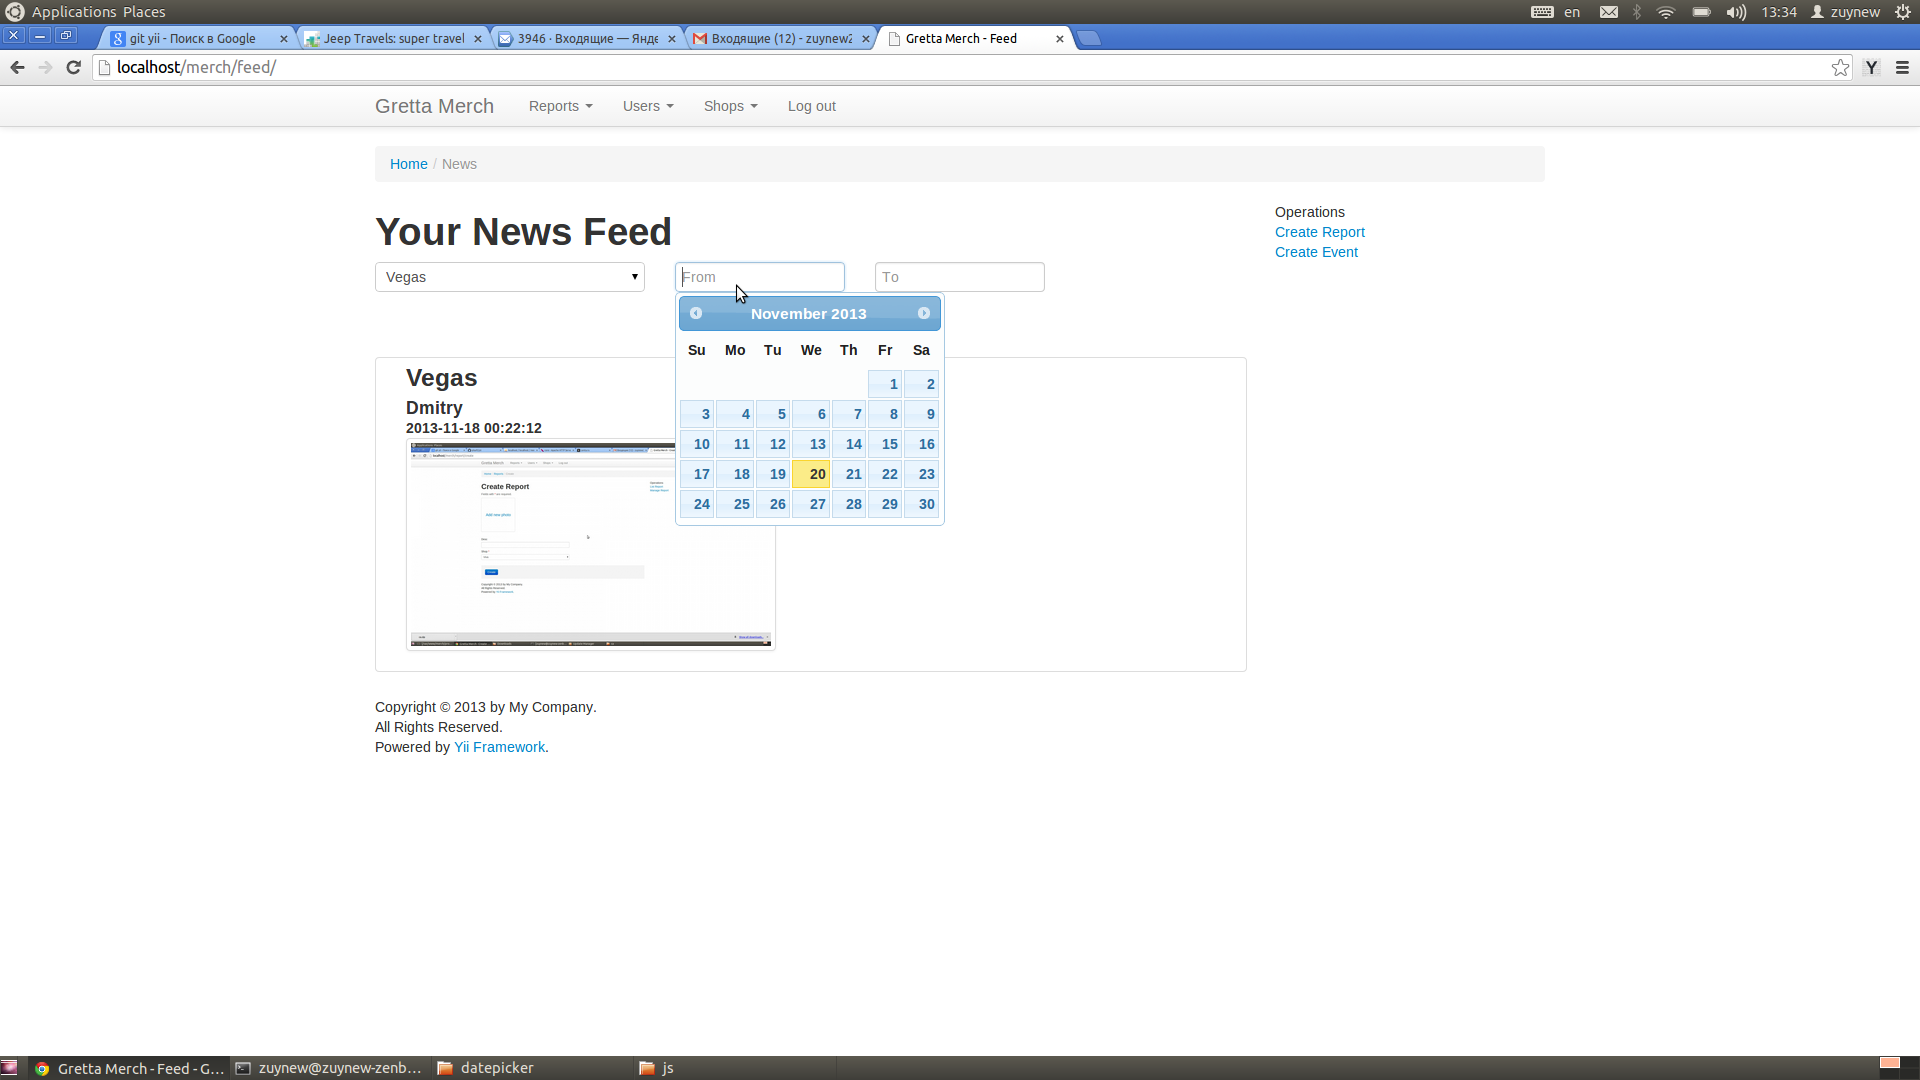 Applications Places
en
13:34
zuynew
git yii - Поиск в Google
Jeep Travels: super travel
3946 · Входящие — Янде
Входящие (12) - zuynew2
Gretta Merch - Feed
localhost/merch/feed/
Y
Gretta Merch
Reports
Users
Shops
Log out
Home / News
Your News Feed
Operations
Create Report
Create Event
Vegas
From
To
November 2013
Su Mo Tu We Th Fr Sa
1 2
3 4 5 6 7 8 9
10 11 12 13 14 15 16
17 18 19 20 21 22 23
24 25 26 27 28 29 30
Vegas
Dmitry
2013-11-18 00:22:12
Create Report
Add new photo
Copyright © 2013 by My Company.
All Rights Reserved.
Powered by Yii Framework.
Gretta Merch - Feed - G...
zuynew@zuynew-zenb...
datepicker
js